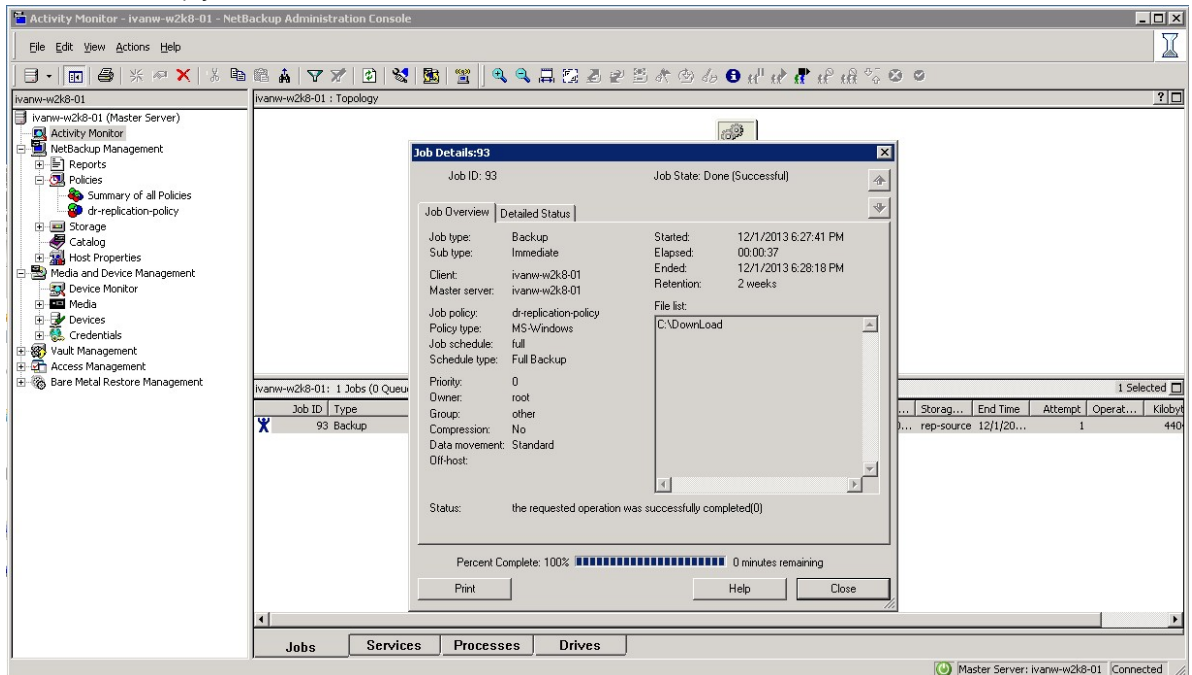 Activity Monitor - ivanw-w2k8-01 - NetBackup Administration Console
File Edit View Actions Help
ivanw-w2k8-01
ivanw-w2k8-01 (Master Server)
Activity Monitor
NetBackup Management
Reports
Policies
Summary of all Policies
dr-replication-policy
Storage
Catalog
Host Properties
Media and Device Management
Device Monitor
Media
Devices
Credentials
Vault Management
Access Management
Bare Metal Restore Management
ivanw-w2k8-01 : Topology
Job Details:93
Job ID: 93 Job State: Done (Successful)
Job Overview Detailed Status
Job type: Backup Started: 12/1/2013 6:27:41 PM
Sub type: Immediate Elapsed: 00:00:37
Client: ivanw-w2k8-01 Ended: 12/1/2013 6:28:18 PM
Master server: ivanw-w2k8-01 Retention: 2 weeks
Job policy: dr-replication-policy File list:
Policy type: MS-Windows C:\DownLoad
Job schedule: full
Schedule type: Full Backup
Priority: 0
Owner: root
Group: other
Compression: No
Data movement: Standard
Off-host:
Status: the requested operation was successfully completed(0)
Percent Complete: 100% 0 minutes remaining
Print Help Close
ivanw-w2k8-01: 1 Jobs (0 Queu 1 Selected
Job ID Type ... Storag... End Time Attempt Operat... Kilobyt
93 Backup rep-source 12/1/20... 1 440
Jobs Services Processes Drives
Master Server: ivanw-w2k8-01 Connected